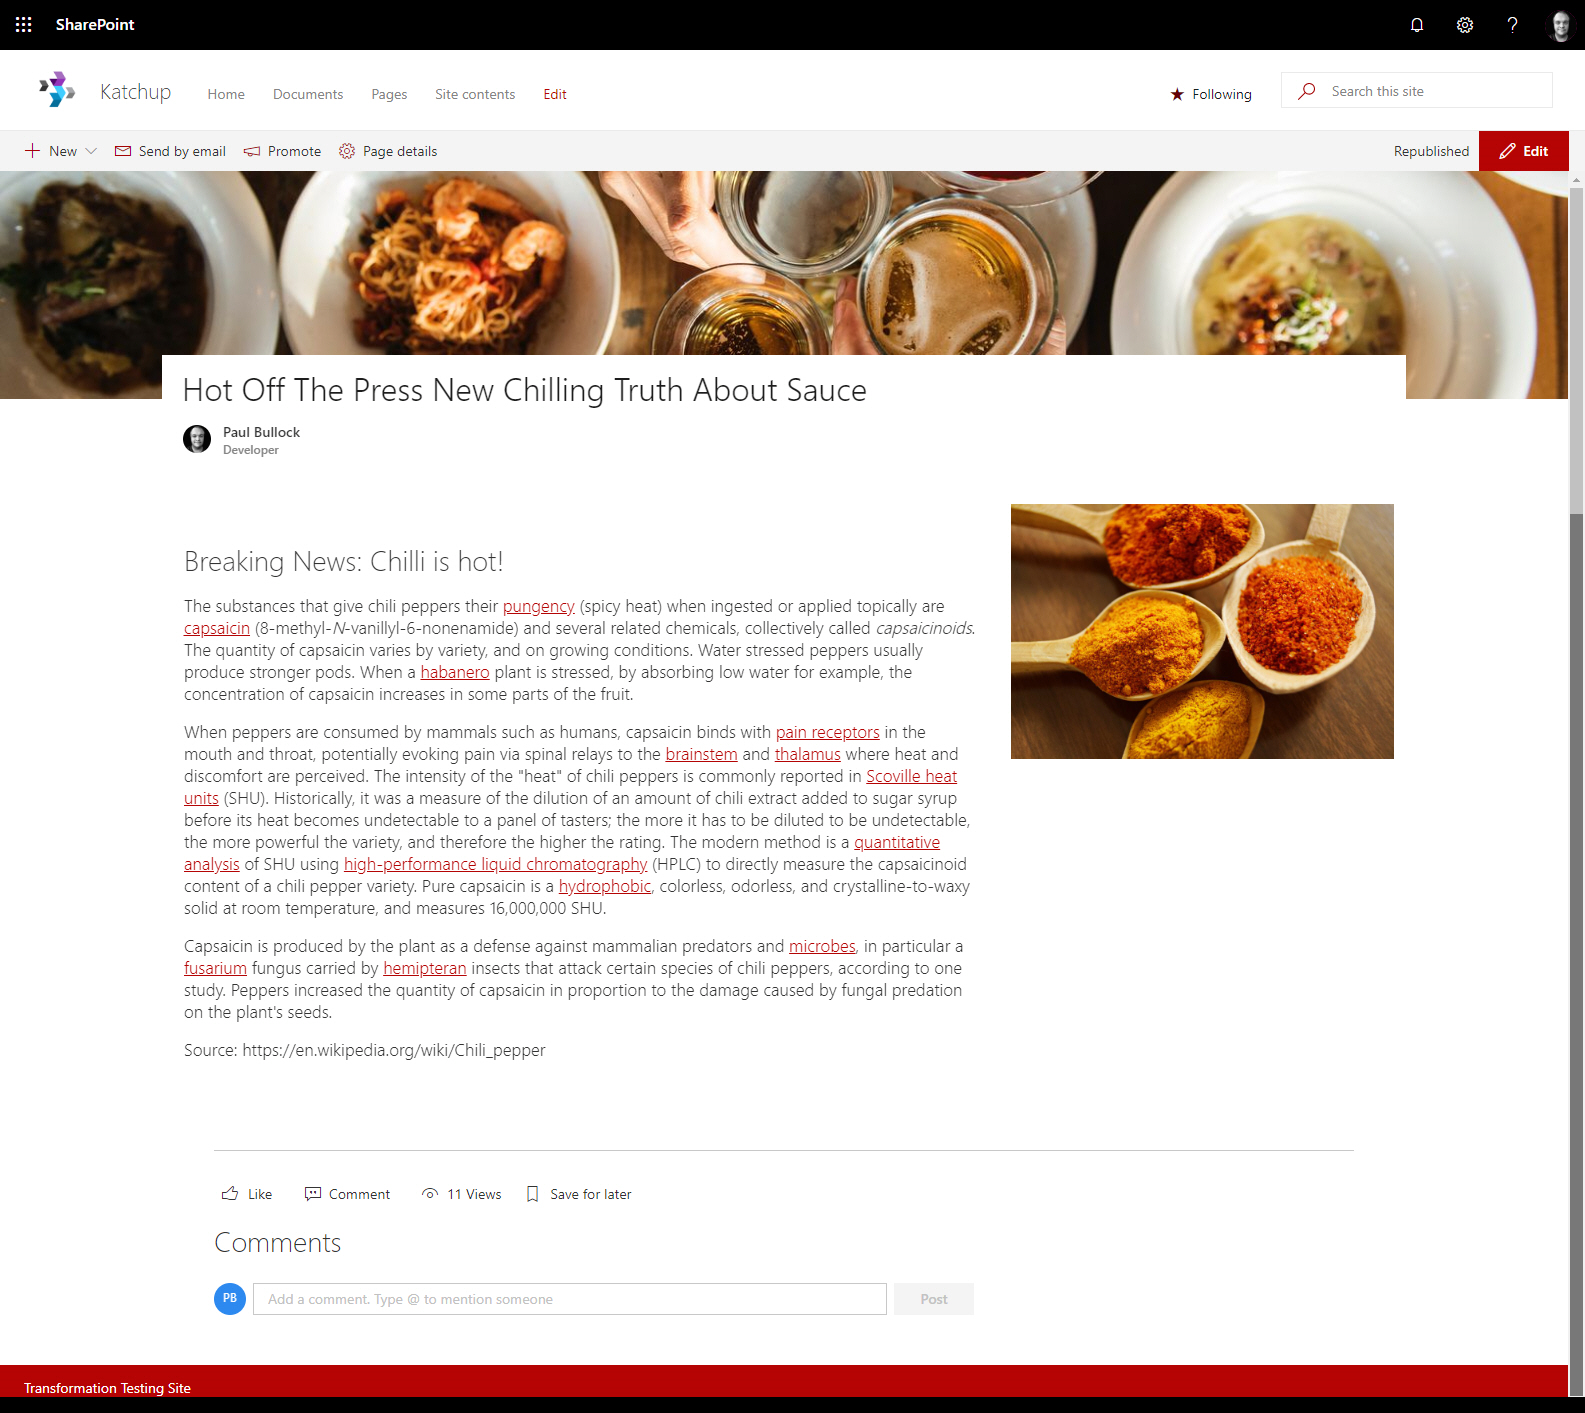 SharePoint
Katchup
Home Documents Pages Site contents Edit
Following
Search this site
New Send by email Promote Page details
Republished
Edit
Hot Off The Press New Chilling Truth About Sauce
Paul Bullock
Developer
Breaking News: Chilli is hot!
The substances that give chili peppers their pungency (spicy heat) when ingested or applied topically are
capsaicin (8-methyl-N-vanillyl-6-nonenamide) and several related chemicals, collectively called capsaicinoids.
The quantity of capsaicin varies by variety, and on growing conditions. Water stressed peppers usually
produce stronger pods. When a habanero plant is stressed, by absorbing low water for example, the
concentration of capsaicin increases in some parts of the fruit.
When peppers are consumed by mammals such as humans, capsaicin binds with pain receptors in the
mouth and throat, potentially evoking pain via spinal relays to the brainstem and thalamus where heat and
discomfort are perceived. The intensity of the "heat" of chili peppers is commonly reported in Scoville heat
units (SHU). Historically, it was a measure of the dilution of an amount of chili extract added to sugar syrup
before its heat becomes undetectable to a panel of tasters; the more it has to be diluted to be undetectable,
the more powerful the variety, and therefore the higher the rating. The modern method is a quantitative
analysis of SHU using high-performance liquid chromatography (HPLC) to directly measure the capsaicinoid
content of a chili pepper variety. Pure capsaicin is a hydrophobic, colorless, odorless, and crystalline-to-waxy
solid at room temperature, and measures 16,000,000 SHU.
Capsaicin is produced by the plant as a defense against mammalian predators and microbes, in particular a
fusarium fungus carried by hemipteran insects that attack certain species of chili peppers, according to one
study. Peppers increased the quantity of capsaicin in proportion to the damage caused by fungal predation
on the plant's seeds.
Source: https://en.wikipedia.org/wiki/Chili_pepper
Like Comment 11 Views Save for later
Comments
PB
Add a comment. Type @ to mention someone
Post
Transformation Testing Site